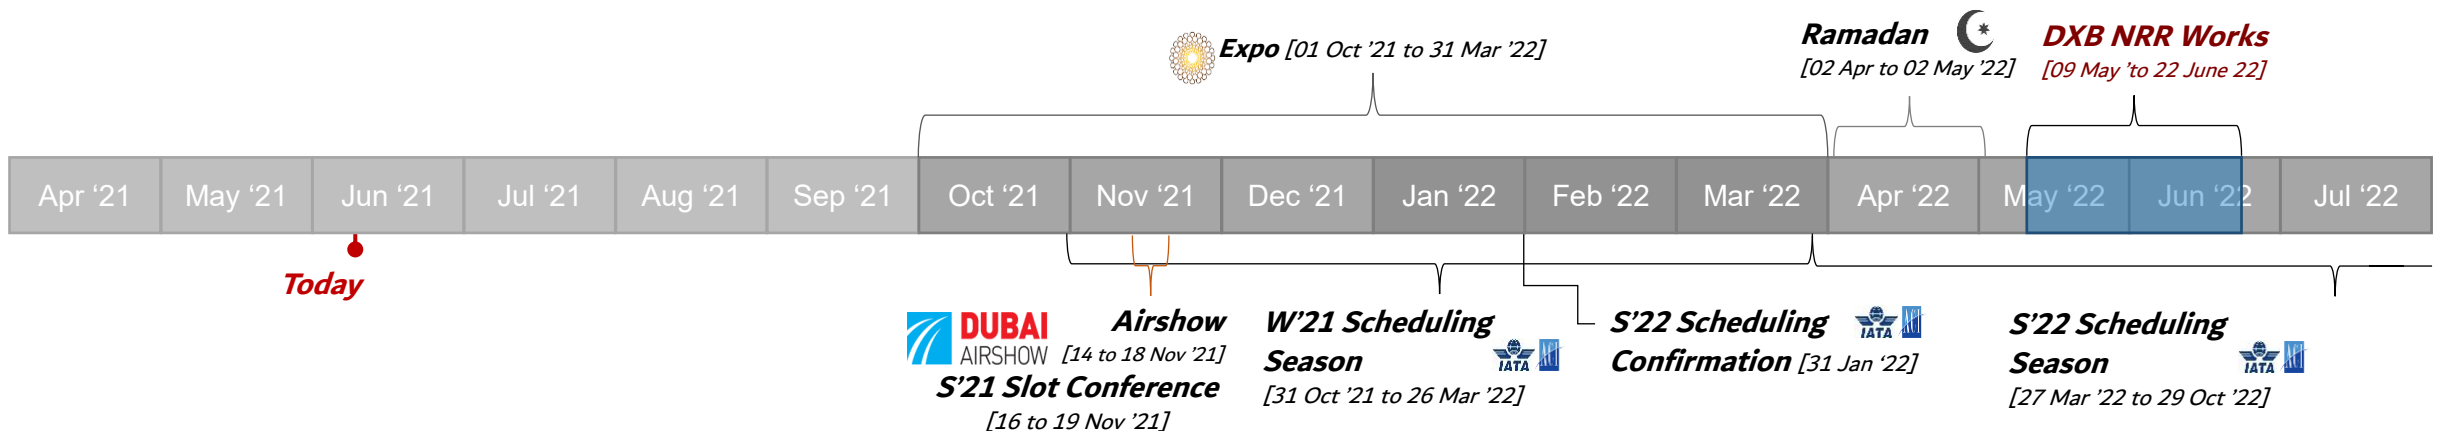 Expo [01 Oct ’21 to 31 Mar ’22]
Ramadan
[02 Apr to 02 May ’22]
DXB NRR Works
[09 May ’to 22 June 22]
Apr ‘21
May ‘21
Jun ‘21
Jul ‘21
Aug ‘21
Sep ‘21
Oct ‘21
Nov ‘21
Dec ‘21
Jan ‘22
Feb ‘22
Mar ‘22
Apr ‘22
May ‘22
Jun ‘22
Jul ‘22
Today
DUBAI
AIRSHOW
Airshow
[14 to 18 Nov ’21]
S’21 Slot Conference
[16 to 19 Nov ’21]
W’21 Scheduling
Season
IATA
ACI
[31 Oct ’21 to 26 Mar ’22]
S’22 Scheduling
Confirmation [31 Jan ‘22]
IATA
ACI
S’22 Scheduling
Season
IATA
ACI
[27 Mar ’22 to 29 Oct ’22]